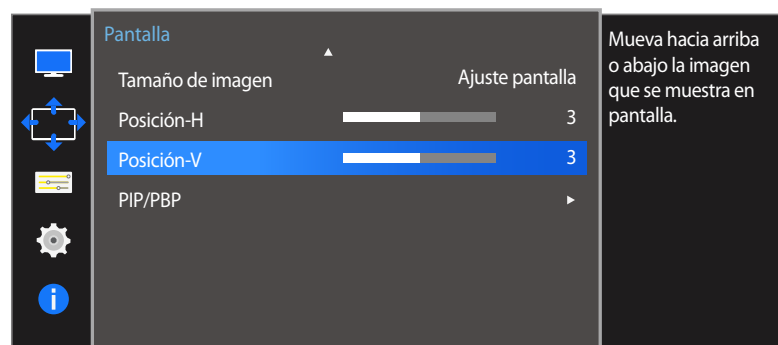 Pantalla
Tamaño de imagen Ajuste pantalla
Posición-H 3
Posición-V 3
PIP/PBP
Mueva hacia arriba
o abajo la imagen
que se muestra en
pantalla.